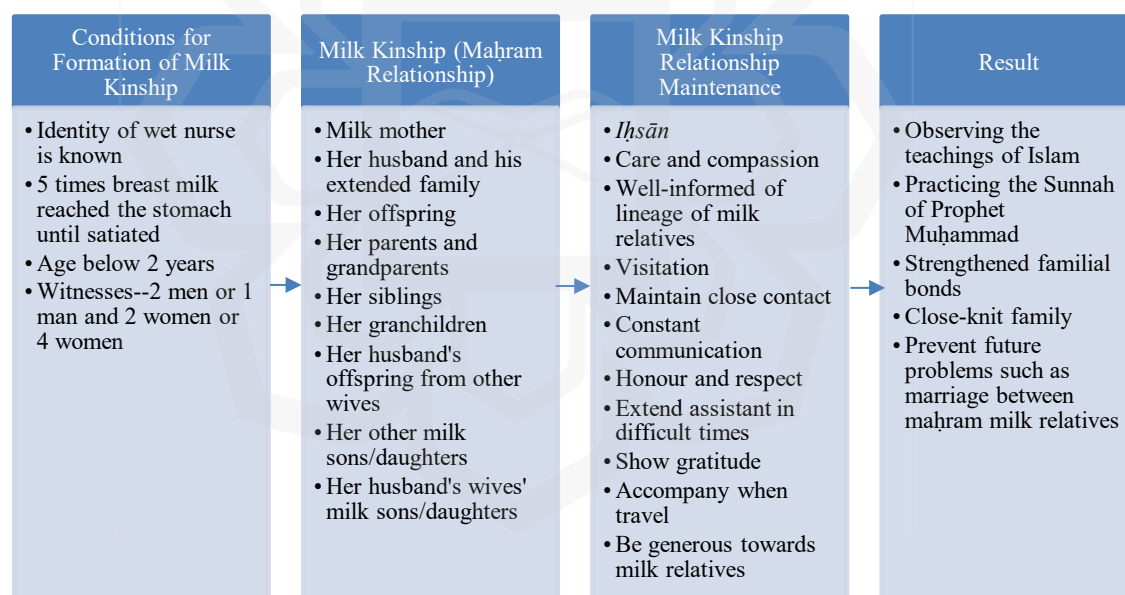 Conditions for
Formation of Milk
Kinship
• Identity of wet nurse
is known
• 5 times breast milk
reached the stomach
until satiated
• Age below 2 years
• Witnesses--2 men or 1
man and 2 women or
4 women
Milk Kinship (Maḥram
Relationship)
• Milk mother
• Her husband and his
extended family
• Her offspring
• Her parents and
grandparents
• Her siblings
• Her granchildren
• Her husband's
offspring from other
wives
• Her other milk
sons/daughters
• Her husband's wives'
milk sons/daughters
Milk Kinship
Relationship
Maintenance
• Iḥsān
• Care and compassion
• Well-informed of
lineage of milk
relatives
• Visitation
• Maintain close contact
• Constant
communication
• Honour and respect
• Extend assistant in
difficult times
• Show gratitude
• Accompany when
travel
• Be generous towards
milk relatives
Result
• Observing the
teachings of Islam
• Practicing the Sunnah
of Prophet
Muḥammad
• Strengthened familial
bonds
• Close-knit family
• Prevent future
problems such as
marriage between
maḥram milk relatives